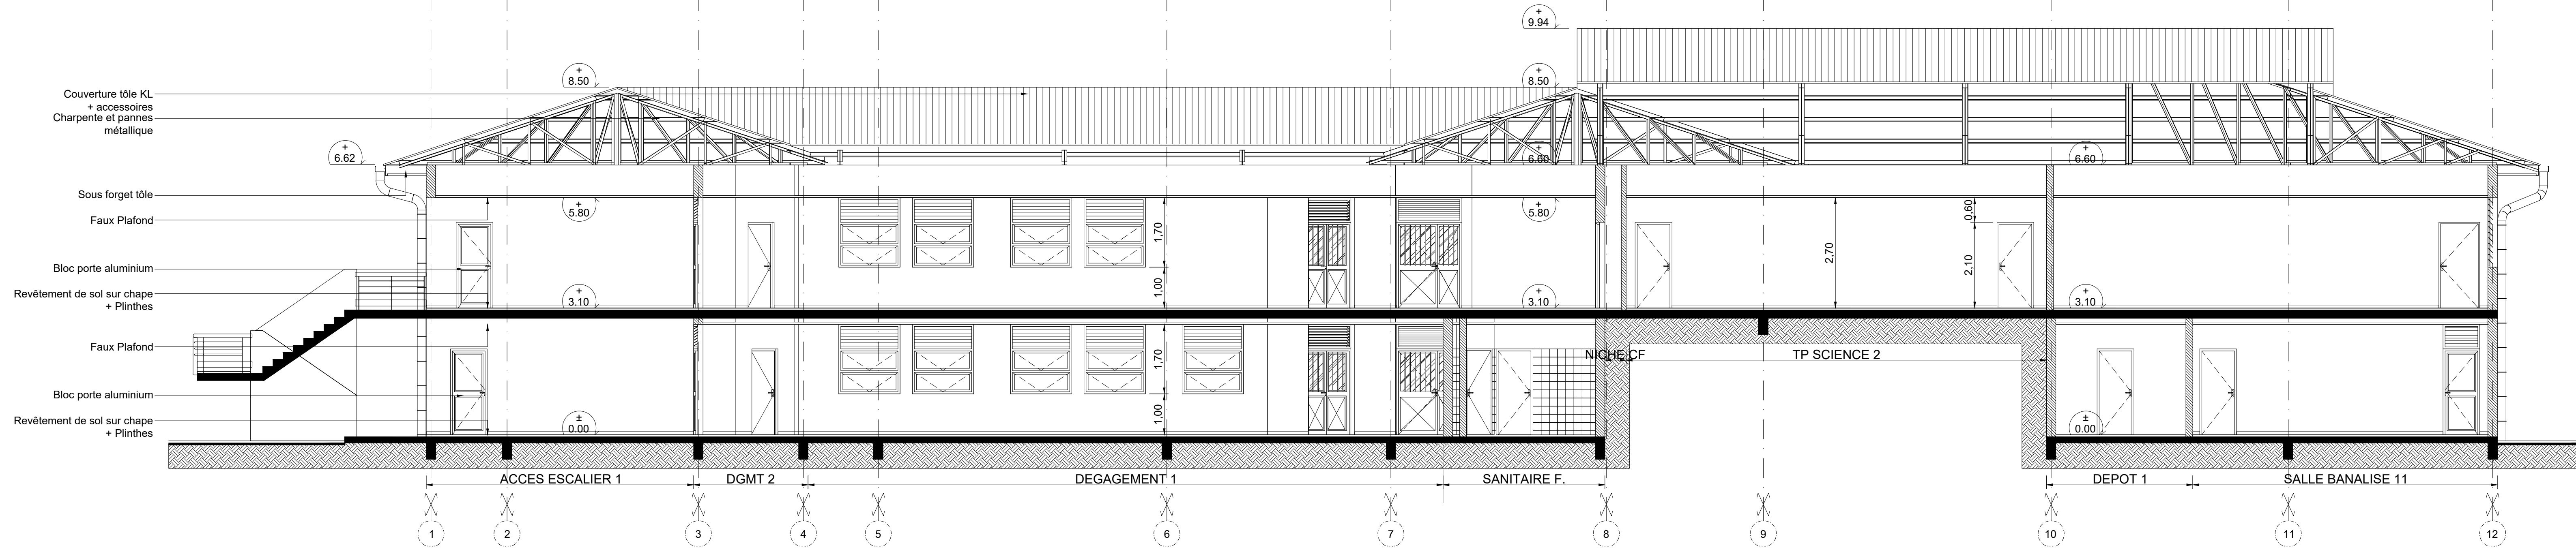 +
9.94
+
8.50
+
8.50
Couverture tôle KL
+ accessoires
Charpente et pannes
métallique
+
6.62
+
6.60
+
6.60
Sous forget tôle
+
5.80
+
5.80
0.60
Faux Plafond
1,70
2,70
2,10
Bloc porte aluminium
1,00
Revêtement de sol sur chape
+ Plinthes
+
3.10
+
3.10
+
3.10
Faux Plafond
1,70
NICHE CF
TP SCIENCE 2
Bloc porte aluminium
1,00
Revêtement de sol sur chape
+ Plinthes
±
0.00
±
0.00
ACCES ESCALIER 1
DGMT 2
DEGAGEMENT 1
SANITAIRE F.
DEPOT 1
SALLE BANALISE 11
1
2
3
4
5
6
7
8
9
10
11
12